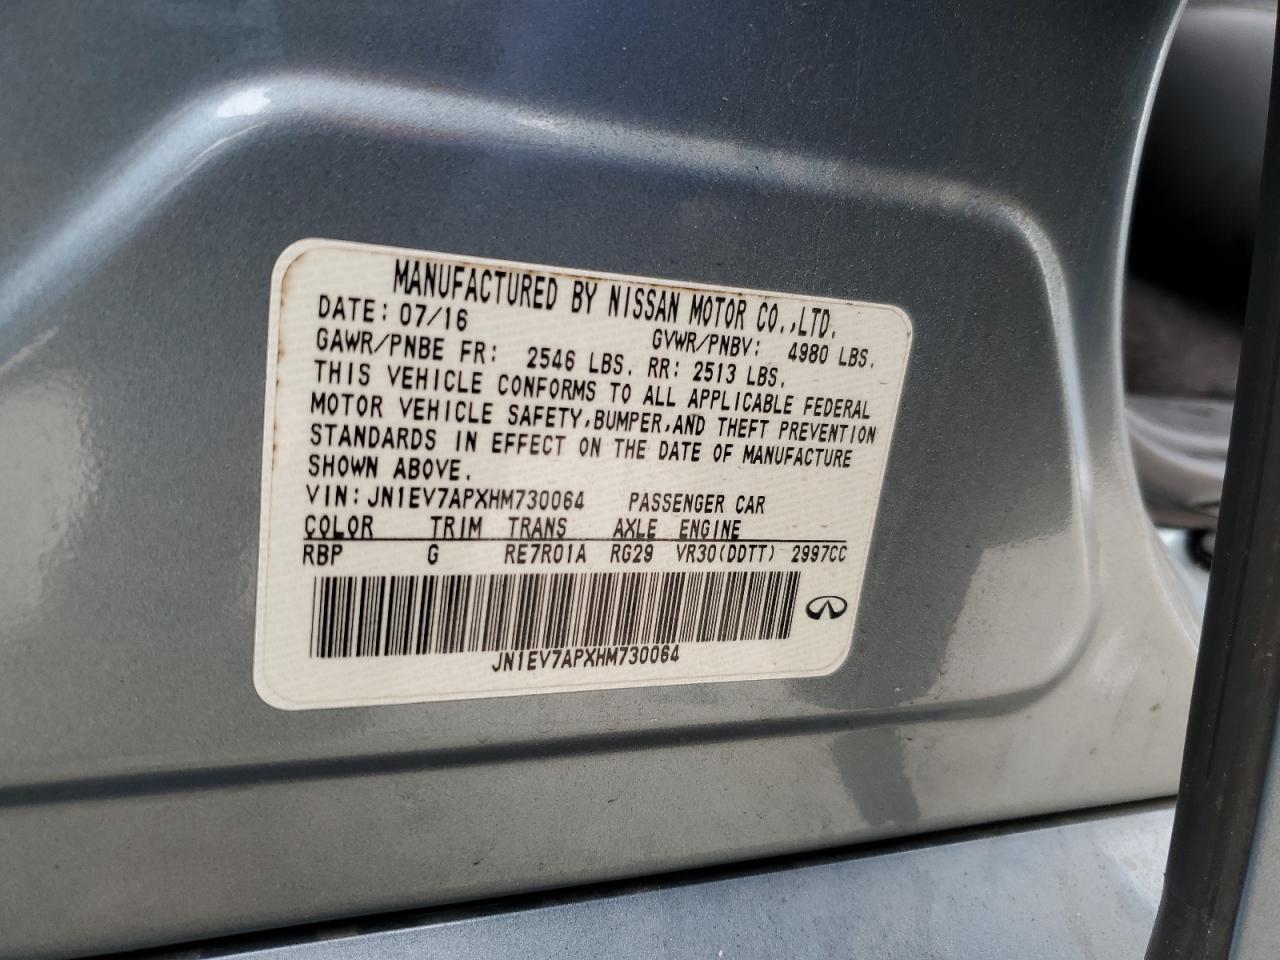 MANUFACTURED BY NISSAN MOTOR CO.,LTD.
DATE: 07/16 GVWR/PNBV: 4980 LBS.
GAWR/PNBE FR: 2546 LBS. RR: 2513 LBS.
THIS VEHICLE CONFORMS TO ALL APPLICABLE FEDERAL
MOTOR VEHICLE SAFETY,BUMPER,AND THEFT PREVENTION
STANDARDS IN EFFECT ON THE DATE OF MANUFACTURE
SHOWN ABOVE.
VIN: JN1EV7APXHM730064 PASSENGER CAR
COLOR TRIM TRANS AXLE ENGINE
RBP G RE7R01A RG29 VR30(DDTT) 2997CC
JN1EV7APXHM730064